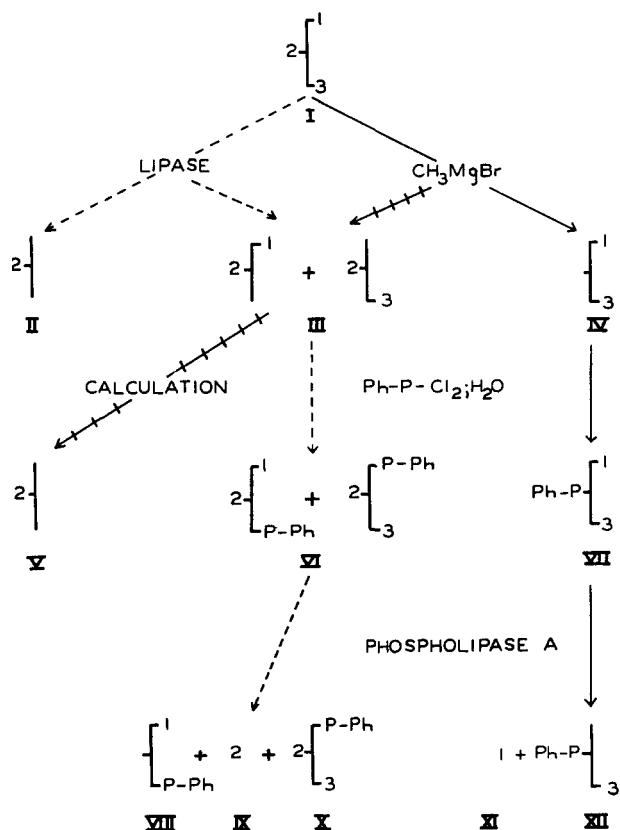 1
2
3
I
LIPASE
CH3MgBr
2
2 1 + 2 3
1 3
II
III
IV
CALCULATION
Ph-P-Cl2;H2O
2
2 1 P-Ph + 2 P-Ph 3
Ph-P 1 3
V
VI
VII
PHOSPHOLIPASE A
1 P-Ph + 2 + 2 P-Ph 3
1 + Ph-P 3
VIII
IX
X
XI
XII